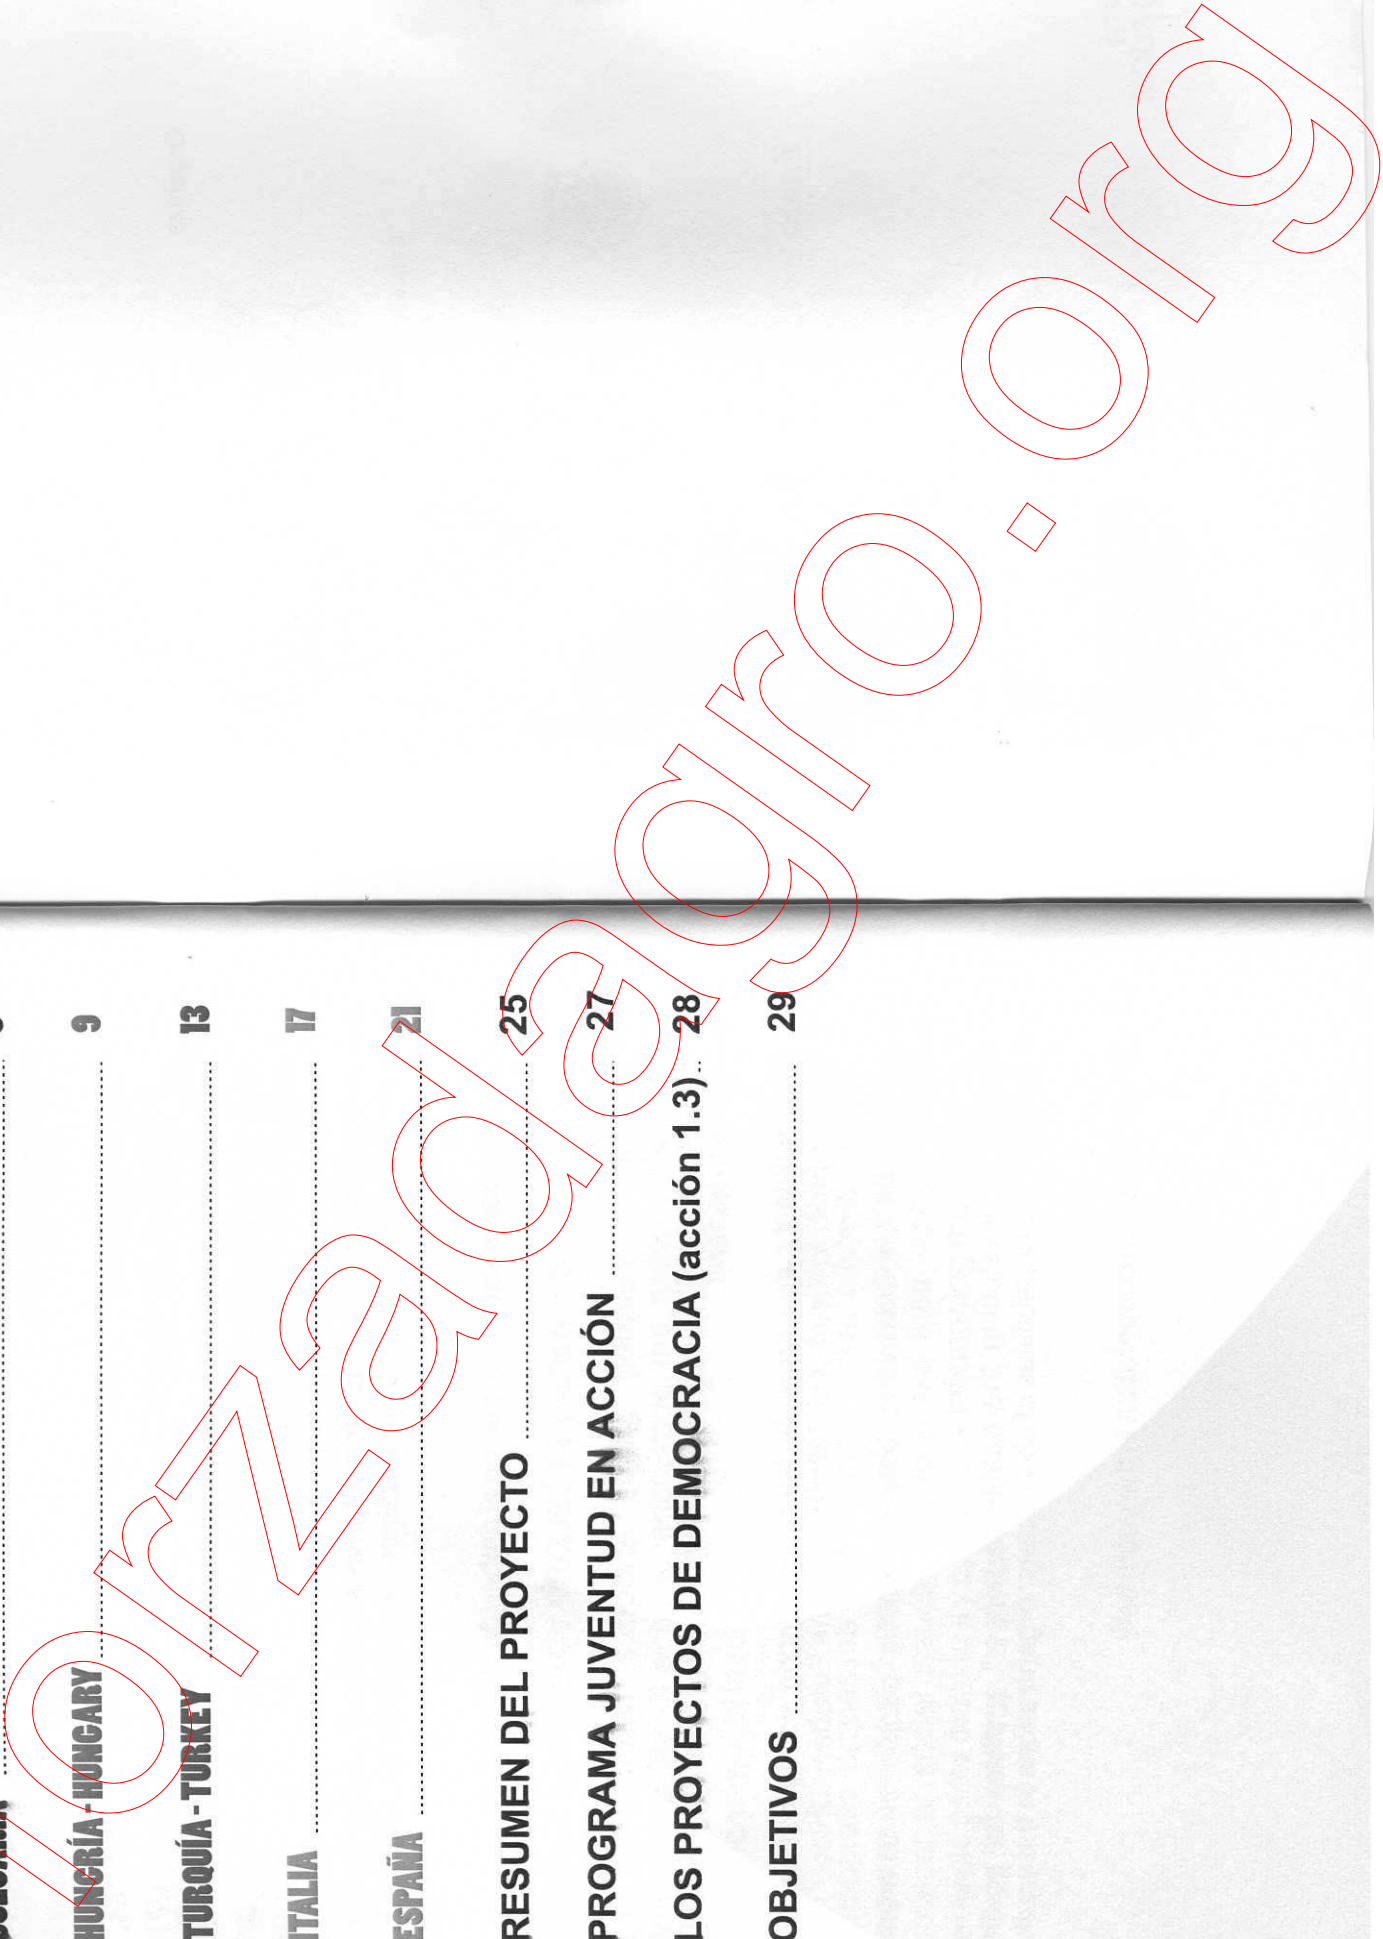 HUNGRÍA - HUNGARY 9
TURQUÍA - TURKEY 13
ITALIA 17
ESPAÑA 21
RESUMEN DEL PROYECTO 25
PROGRAMA JUVENTUD EN ACCIÓN 27
LOS PROYECTOS DE DEMOCRACIA (acción 1.3) 28
OBJETIVOS 29
orzadagro.org